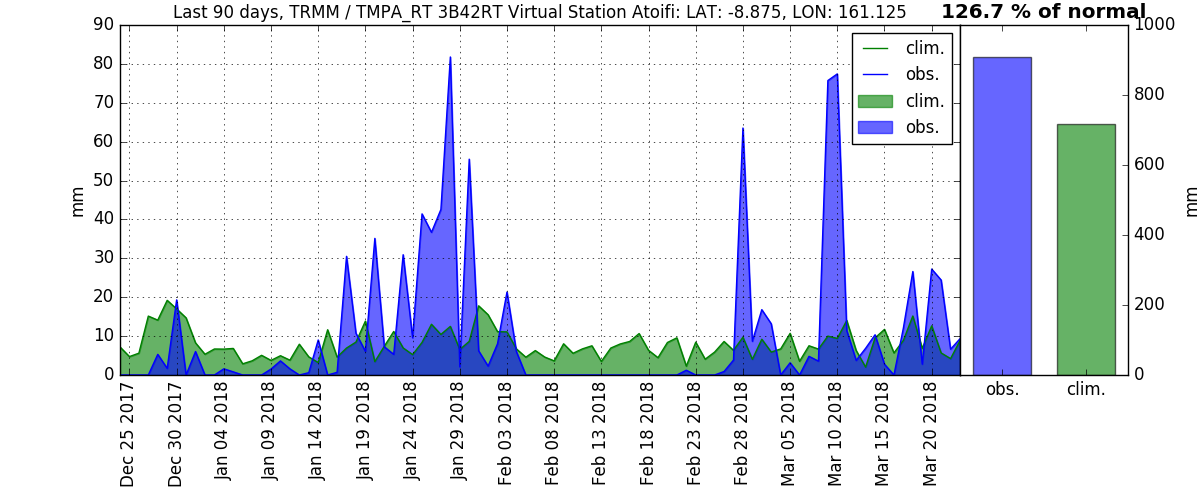 Last 90 days, TRMM / TMPA_RT 3B42RT Virtual Station Atoifi: LAT: -8.875, LON: 161.125
126.7 % of normal
90
80
70
60
50
40
30
20
10
0
mm
clim.
obs.
clim.
obs.
Dec 25 2017
Dec 30 2017
Jan 04 2018
Jan 09 2018
Jan 14 2018
Jan 19 2018
Jan 24 2018
Jan 29 2018
Feb 03 2018
Feb 08 2018
Feb 13 2018
Feb 18 2018
Feb 23 2018
Feb 28 2018
Mar 05 2018
Mar 10 2018
Mar 15 2018
Mar 20 2018
1000
800
600
400
200
0
mm
obs.
clim.